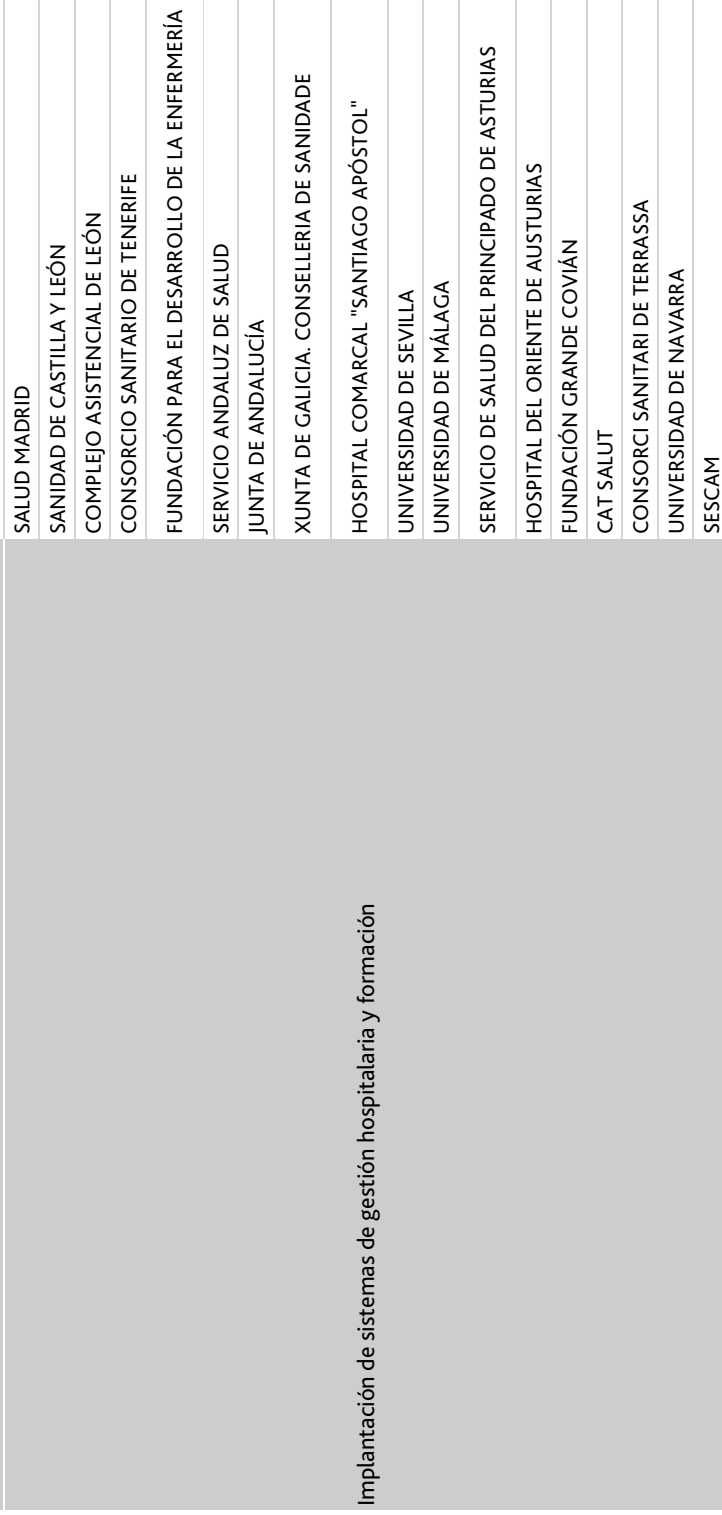 Implantación de sistemas de gestión hospitalaria y formación
SALUD MADRID
SANIDAD DE CASTILLA Y LEÓN
COMPLEJO ASISTENCIAL DE LEÓN
CONSORCIO SANITARIO DE TENERIFE
FUNDACIÓN PARA EL DESARROLLO DE LA ENFERMERÍA
SERVICIO ANDALUZ DE SALUD
JUNTA DE ANDALUCÍA
XUNTA DE GALICIA. CONSELLERIA DE SANIDADE
HOSPITAL COMARCAL "SANTIAGO APÓSTOL"
UNIVERSIDAD DE SEVILLA
UNIVERSIDAD DE MÁLAGA
SERVICIO DE SALUD DEL PRINCIPADO DE ASTURIAS
HOSPITAL DEL ORIENTE DE AUSTURIAS
FUNDACIÓN GRANDE COVIÁN
CAT SALUT
CONSORCI SANITARI DE TERRASSA
UNIVERSIDAD DE NAVARRA
SESCAM